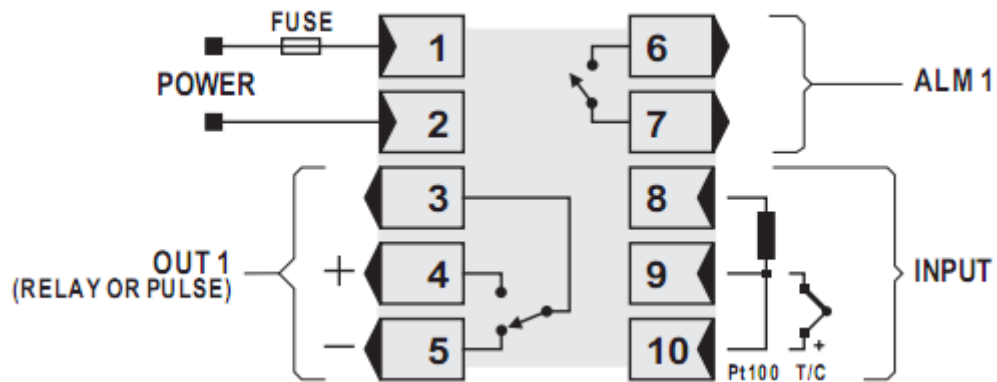 FUSE
POWER
1
2
3
4
5
+
−
OUT 1
(RELAY OR PULSE)
6
7
8
9
10
ALM 1
INPUT
+
Pt100 T/C